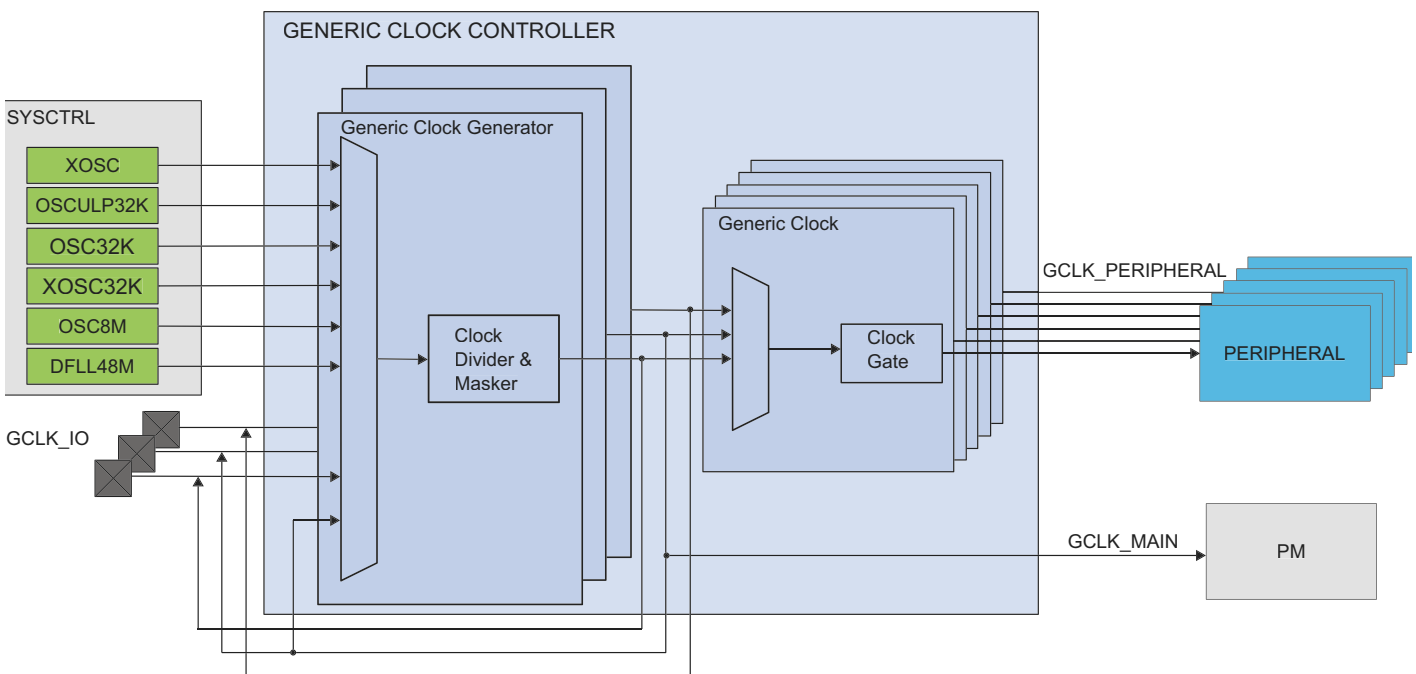 GENERIC CLOCK CONTROLLER
SYSCTRL
XOSC
OSCULP32K
OSC32K
XOSC32K
OSC8M
DFLL48M
GCLK_IO
Generic Clock Generator
Clock
Divider &
Masker
Generic Clock
Clock
Gate
GCLK_PERIPHERAL
PERIPHERAL
GCLK_MAIN
PM